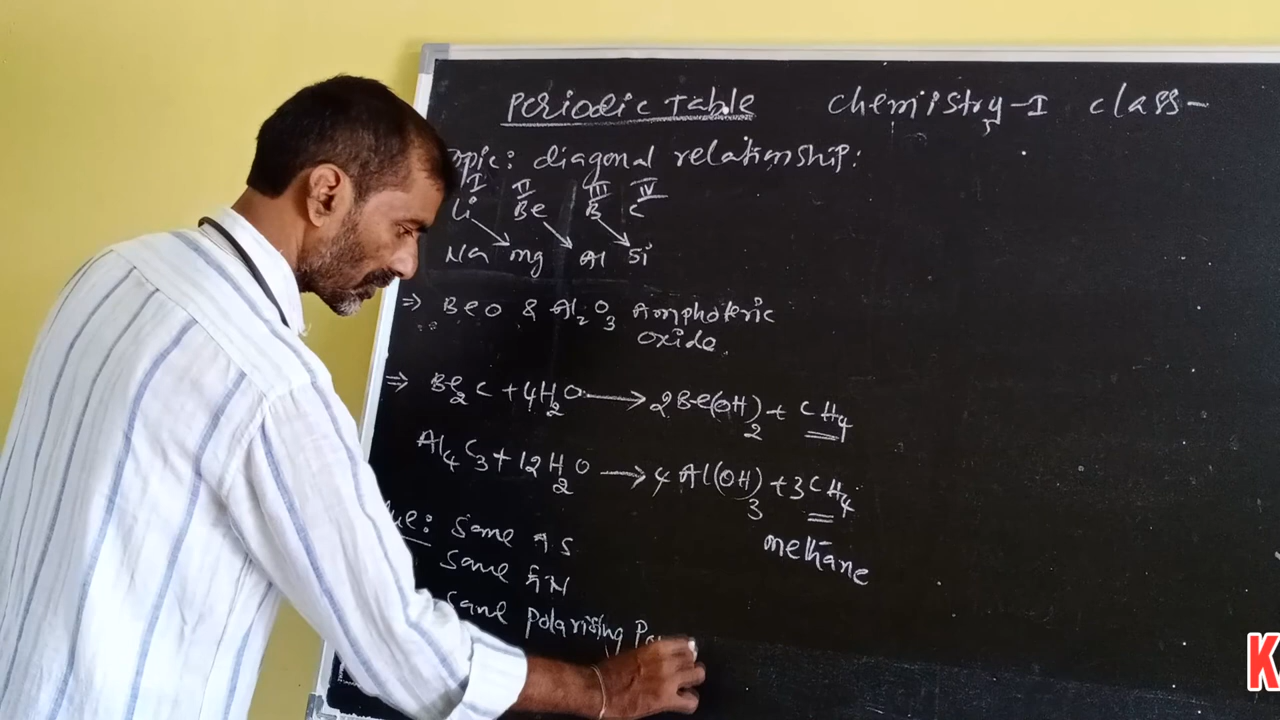 Periodic Table Chemistry-I class-
opic: diagonal relationship:
I II III IV
Li Be B C
Na mg Al Si
⇒ BeO & Al2O3 Amphoteric
oxide.
⇒ Be2C + 4H2O → 2Be(OH)2 + CH4
Al4C3 + 12H2O → 4Al(OH)3 + 3CH4
methane
ue: Same AS
Same EN
Same polarising Po
K